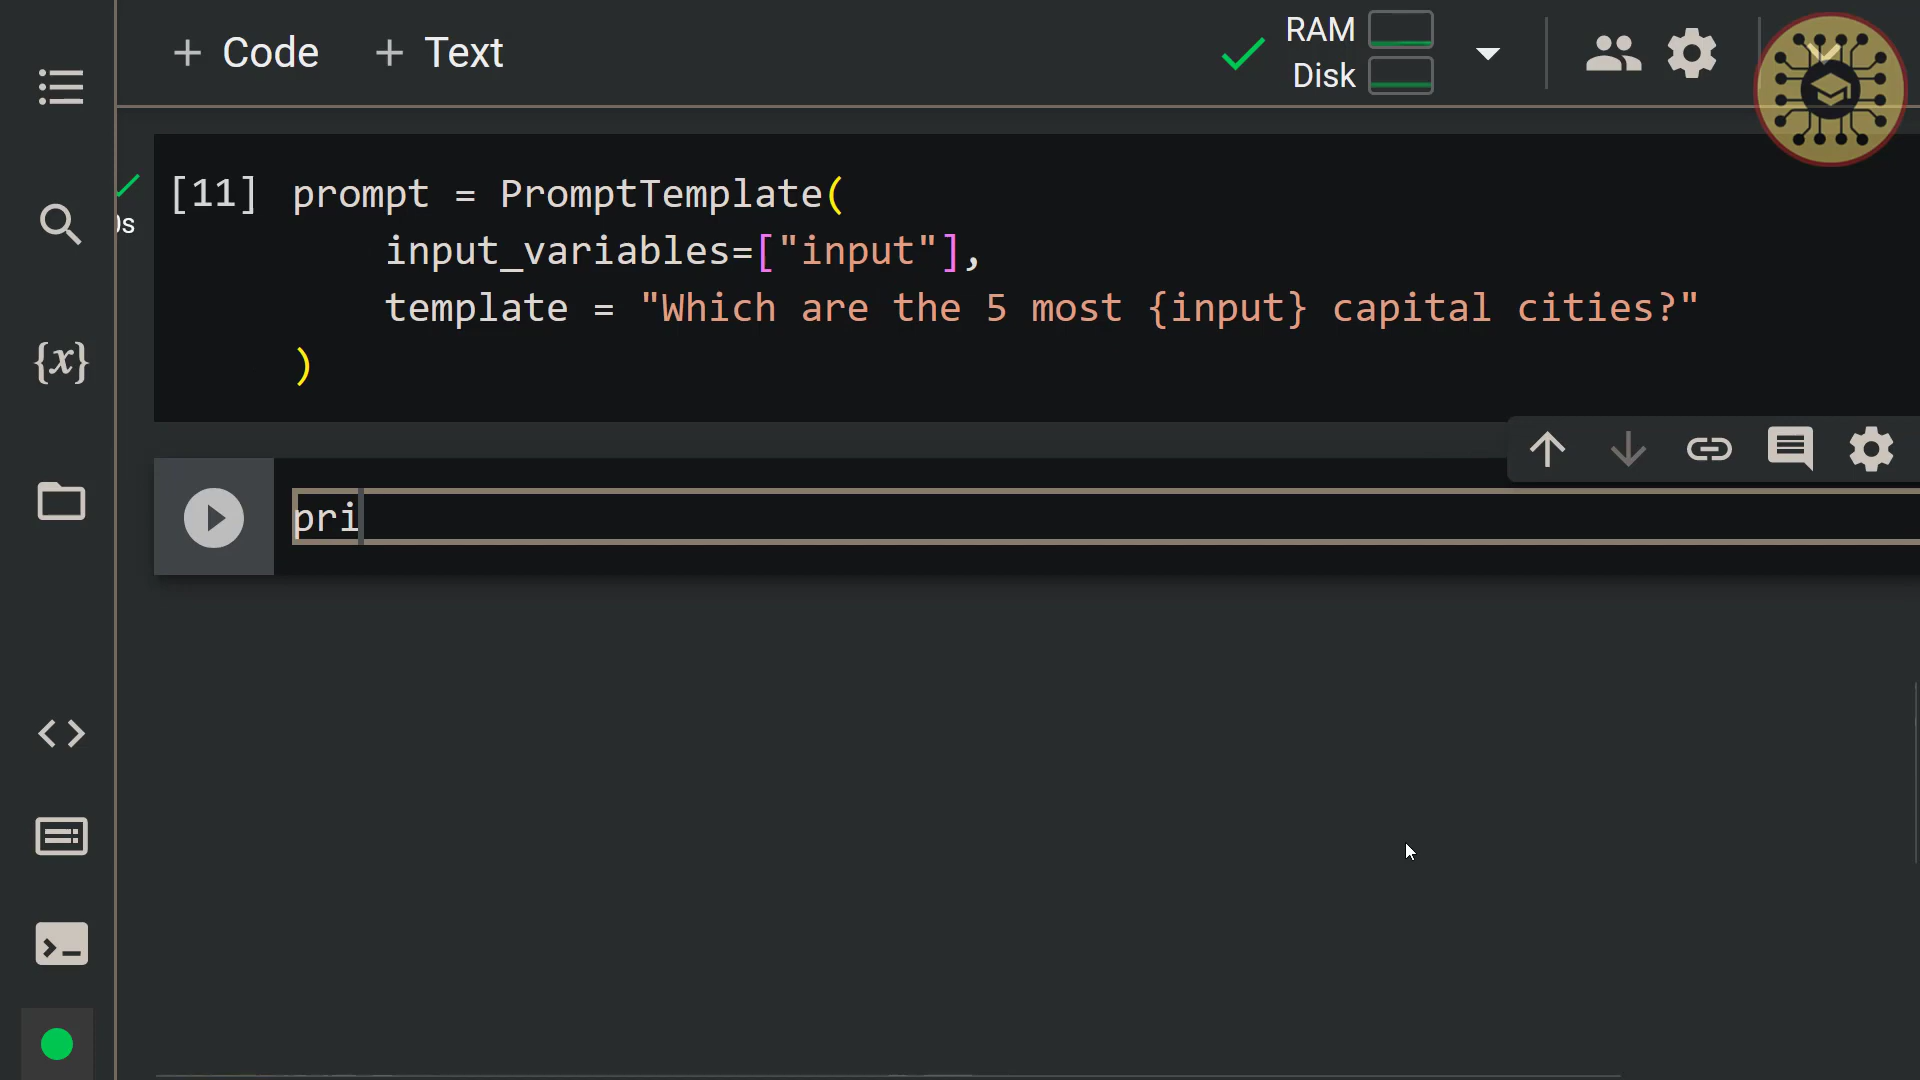 + Code + Text
RAM
Disk
{x}
0s
[11] prompt = PromptTemplate(
input_variables=["input"],
template = "Which are the 5 most {input} capital cities?"
)
pri